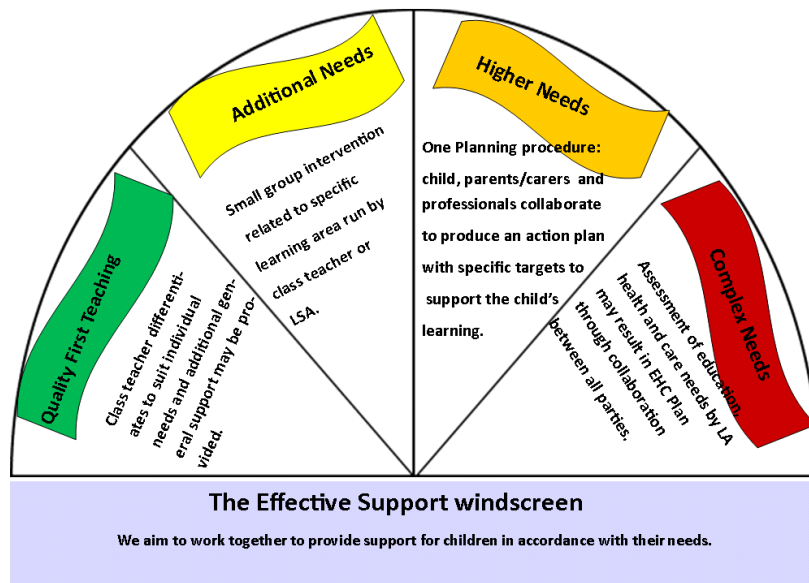 Quality First Teaching
Class teacher differenti-
ates to suit individual
needs and additional gen-
eral support may be pro-
vided.
Additional Needs
Small group intervention
related to specific
learning area run by
class teacher or
LSA.
Higher Needs
One Planning procedure:
child, parents/carers and
professionals collaborate
to produce an action plan
with specific targets to
support the child's
learning.
Complex Needs
Assessment of education,
health and care needs by LA
may result in EHC Plan
through collaboration
between all parties.
The Effective Support windscreen
We aim to work together to provide support for children in accordance with their needs.